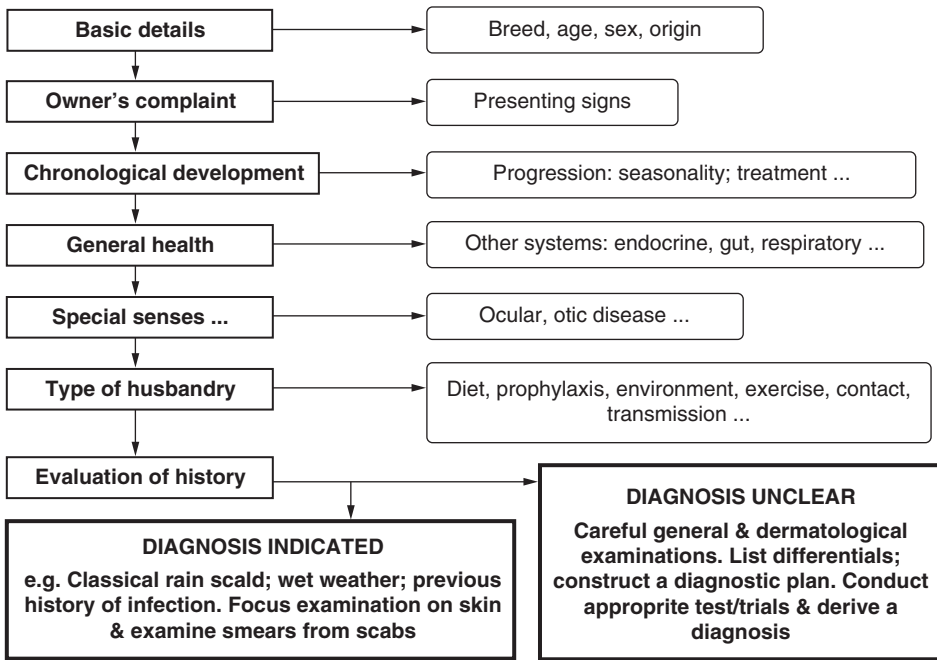 Basic details
Breed, age, sex, origin
Owner's complaint
Presenting signs
Chronological development
Progression: seasonality; treatment ...
General health
Other systems: endocrine, gut, respiratory ...
Special senses ...
Ocular, otic disease ...
Type of husbandry
Diet, prophylaxis, environment, exercise, contact,
transmission ...
Evaluation of history
DIAGNOSIS INDICATED
e.g. Classical rain scald; wet weather; previous
history of infection. Focus examination on skin
& examine smears from scabs
DIAGNOSIS UNCLEAR
Careful general & dermatological
examinations. List differentials;
construct a diagnostic plan. Conduct
approprite test/trials & derive a
diagnosis